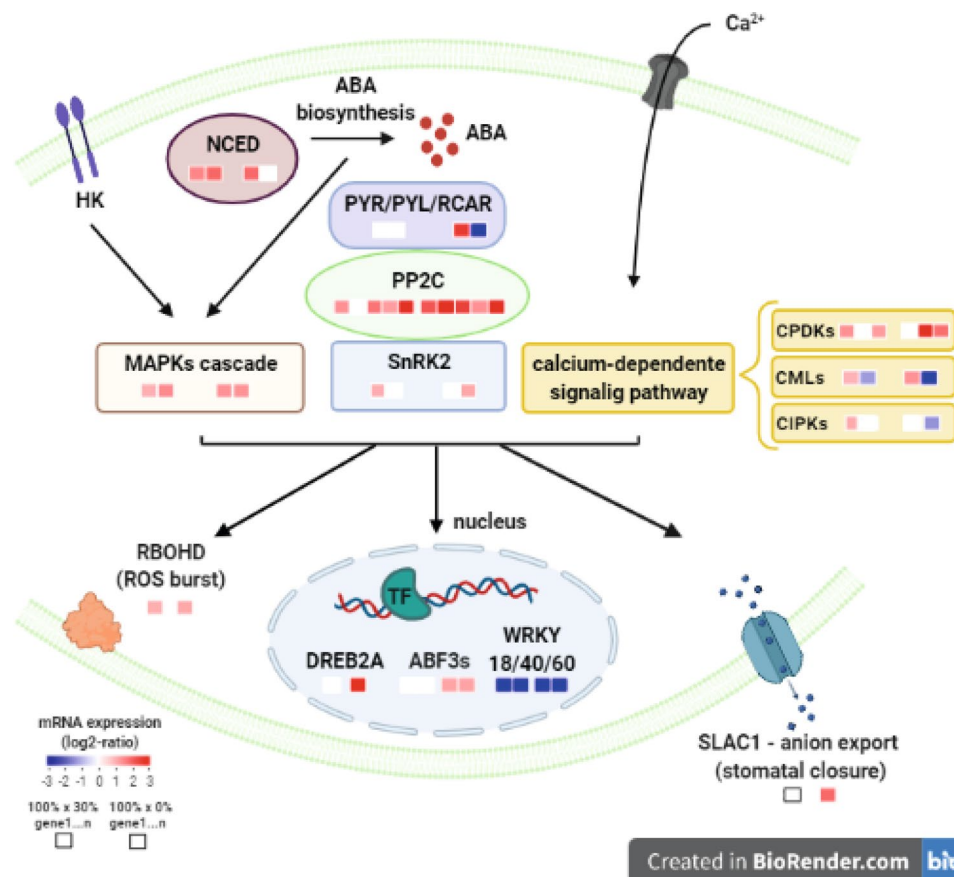 Ca²⁺
ABA
biosynthesis
NCED
ABA
HK
PYR/PYL/RCAR
PP2C
MAPKs cascade
SnRK2
calcium-dependente
signalig pathway
CPDKs
CMLs
CIPKs
nucleus
RBOHD
(ROS burst)
TF
WRKY
DREB2A ABF3s 18/40/60
mRNA expression
(log2-ratio)
-3 -2 -1 0 1 2 3
100% x 30% 100% x 0%
gene1...n gene1...n
SLAC1 - anion export
(stomatal closure)
Created in BioRender.com bio